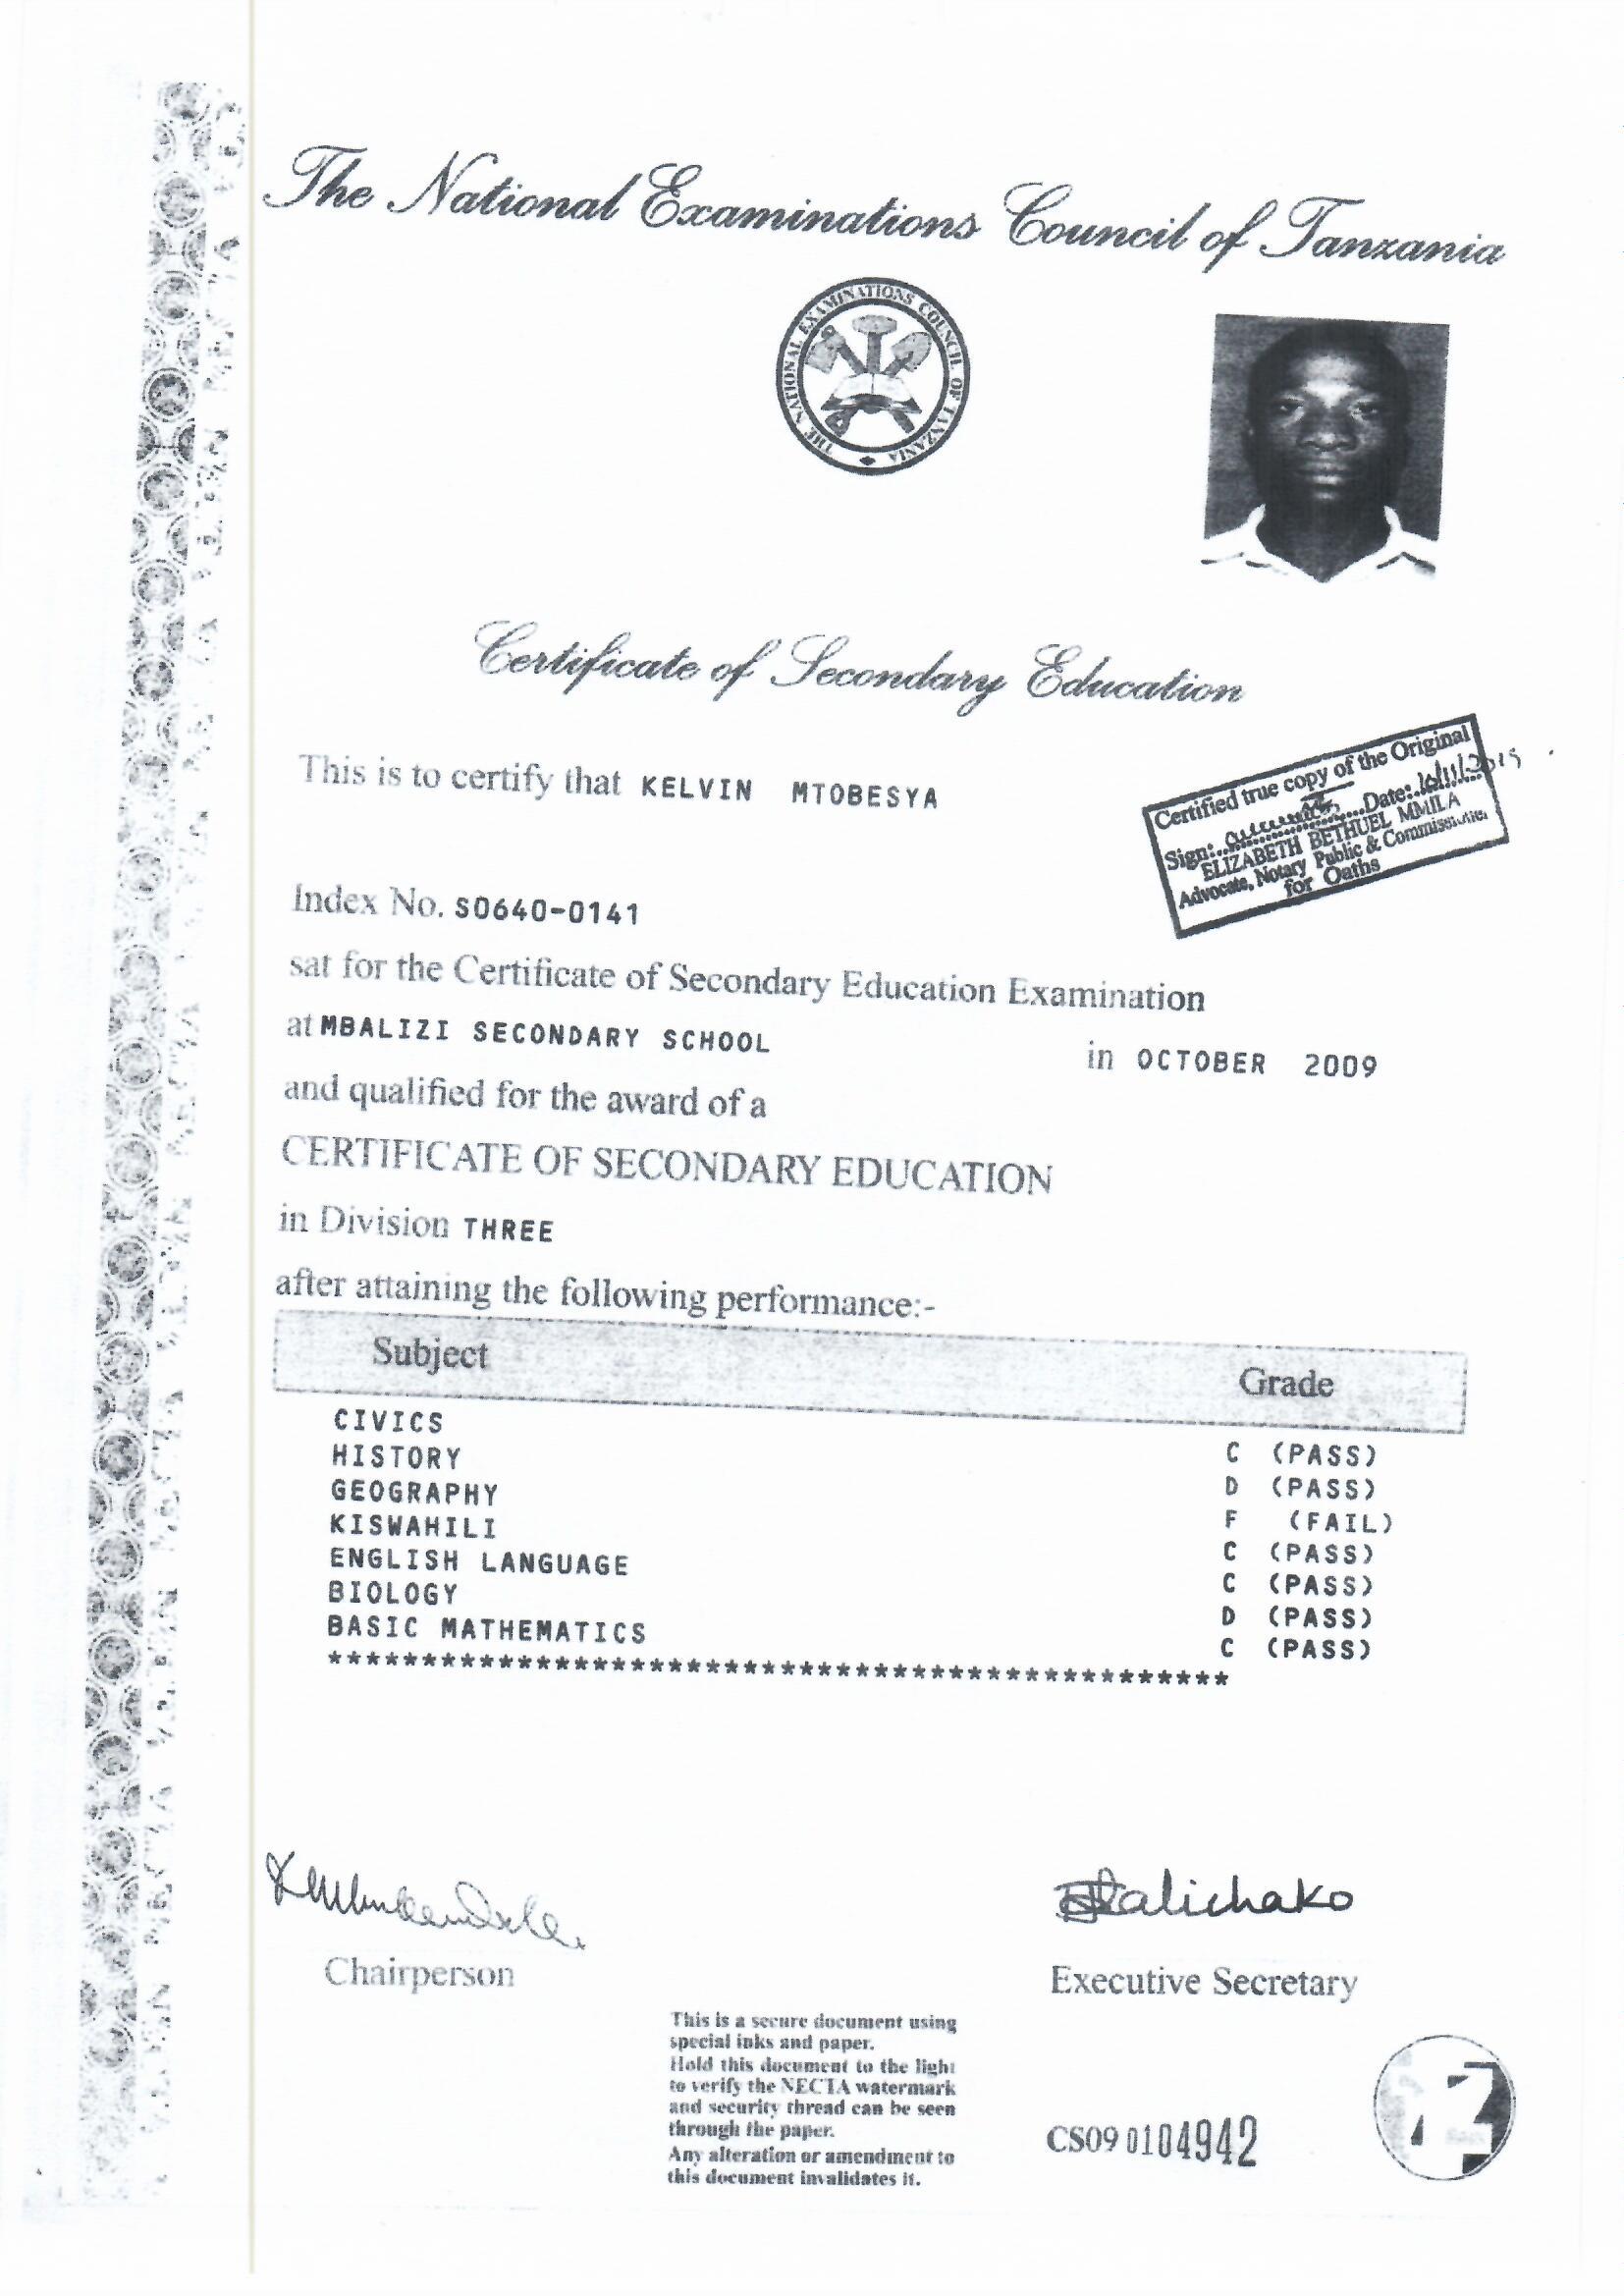 The National Examinations Council of Tanzania
THE NATIONAL EXAMINATIONS COUNCIL OF TANZANIA
Certificate of Secondary Education
This is to certify that KELVIN MTOBESYA
Certified true copy of the Original
Sign: Date: 16/11/2015
ELIZABETH BETHUEL MMILA
Advocate, Notary Public &
for Oaths
Index No. S0640-0141
sat for the Certificate of Secondary Education Examination
at MBALIZI SECONDARY SCHOOL in OCTOBER 2009
and qualified for the award of a
CERTIFICATE OF SECONDARY EDUCATION
in Division THREE
after attaining the following performance:-
Subject Grade
CIVICS C (PASS)
HISTORY D (PASS)
GEOGRAPHY F (FAIL)
KISWAHILI C (PASS)
ENGLISH LANGUAGE C (PASS)
BIOLOGY D (PASS)
BASIC MATHEMATICS C (PASS)
************************************************
Chairperson Executive Secretary
This is a secure document using
special inks and paper.
Hold this document to the light
to verify the NECTA watermark
and security thread can be seen
through the paper.
Any alteration or amendment to
this document invalidates it.
CS09 0104942